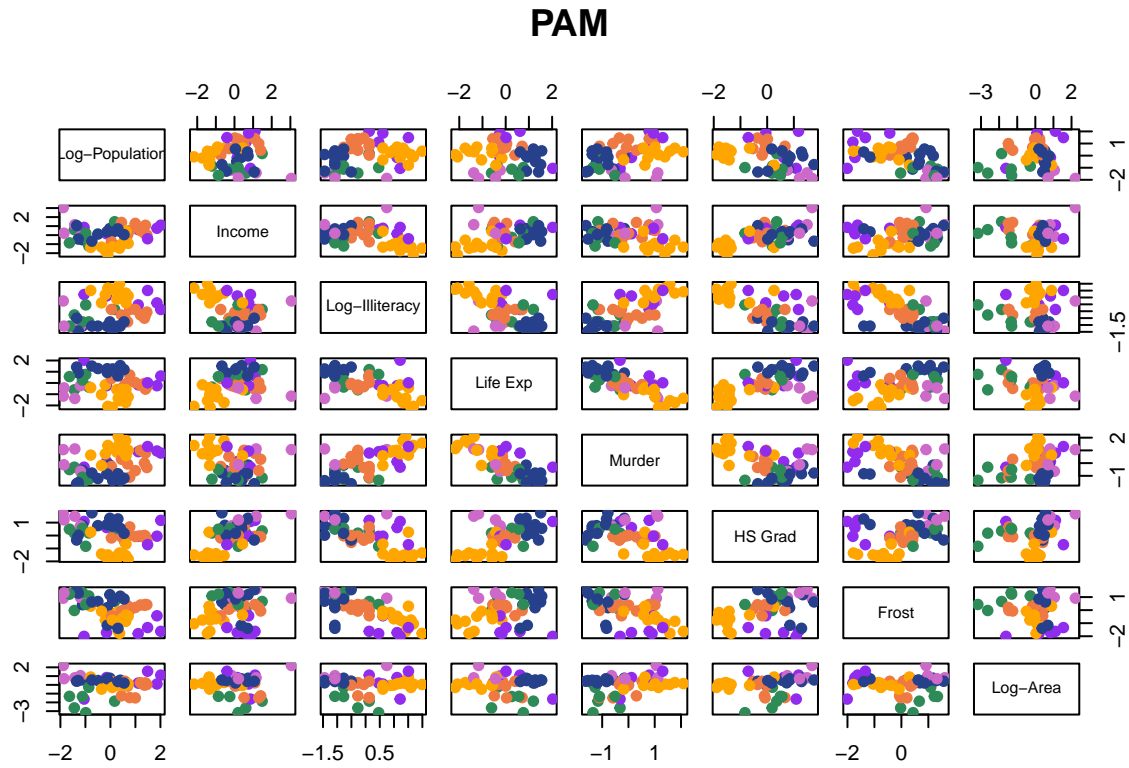 PAM
−2 0 2
−2 0 2
−2 0
−3 0 2
Log−Population
1
−2
2
−2
Income
Log−Illiteracy
−1.5
2
−2
Life Exp
Murder
2
−1
1
−2
HS Grad
Frost
1
−2
2
−3
Log−Area
−2 0 2
−1.5 0.5
−1 1
−2 0